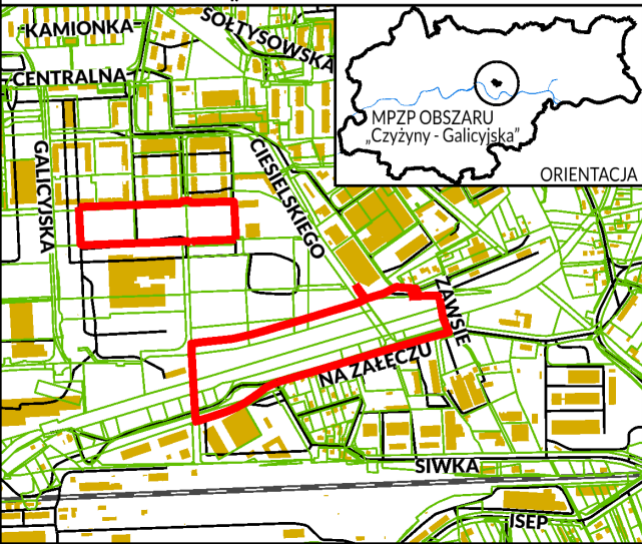 KAMIONKA
SOŁTYSOWSKA
CENTRALNA
MPZP OBSZARU
„Czyżyny - Galicyjska”
ORIENTACJA
GALICYJSKA
CIESIELSKIEGO
ZAWSIE
NA ZAŁĘCZU
SIWKA
ISEP